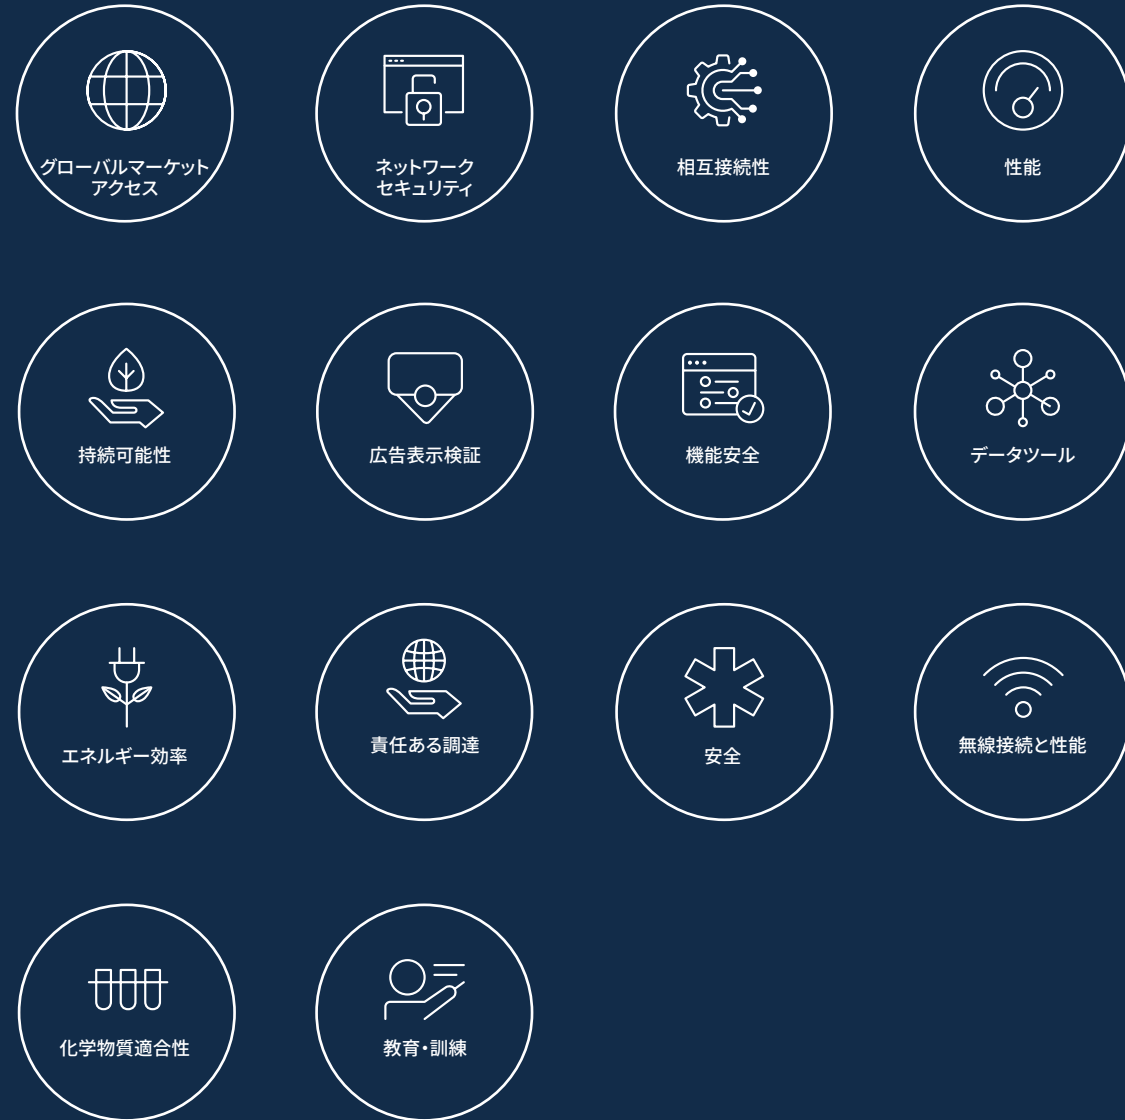 グローバルマーケット
アクセス
ネットワーク
セキュリティ
相互接続性
性能
持続可能性
広告表示検証
機能安全
データツール
エネルギー効率
責任ある調達
安全
無線接続と性能
化学物質適合性
教育・訓練